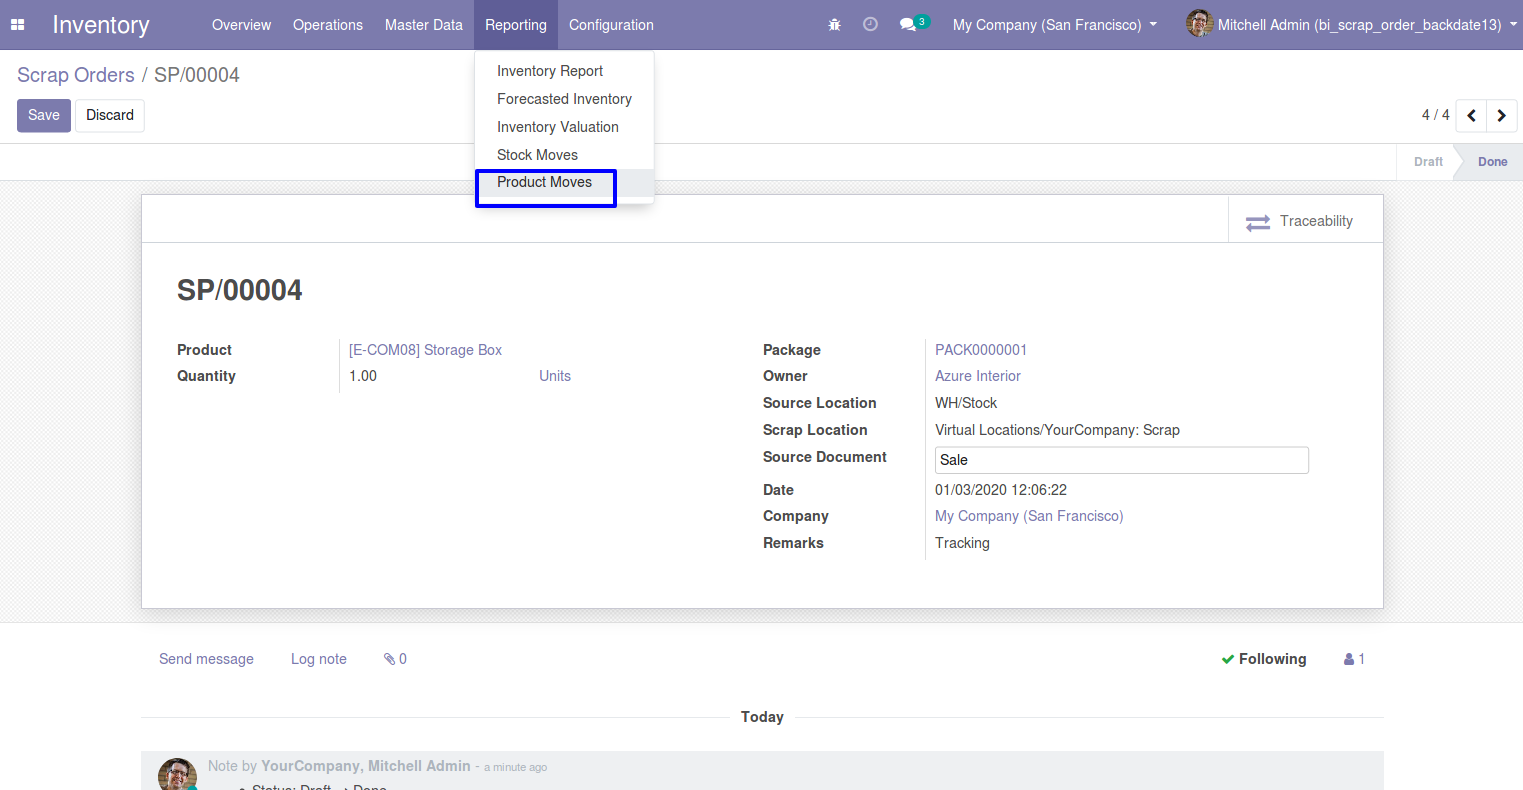 Inventory Overview Operations Master Data Reporting Configuration 3 My Company (San Francisco) Mitchell Admin (bi_scrap_order_backdate13)
Scrap Orders / SP/00004
Save Discard
4 / 4
Inventory Report
Forecasted Inventory
Inventory Valuation
Stock Moves
Product Moves
Draft Done
Traceability
SP/00004
Product [E-COM08] Storage Box
Quantity 1.00 Units
Package PACK0000001
Owner Azure Interior
Source Location WH/Stock
Scrap Location Virtual Locations/YourCompany: Scrap
Source Document Sale
Date 01/03/2020 12:06:22
Company My Company (San Francisco)
Remarks Tracking
Send message Log note 0 Following 1
Today
Note by YourCompany, Mitchell Admin - a minute ago
• Status: Draft → Done